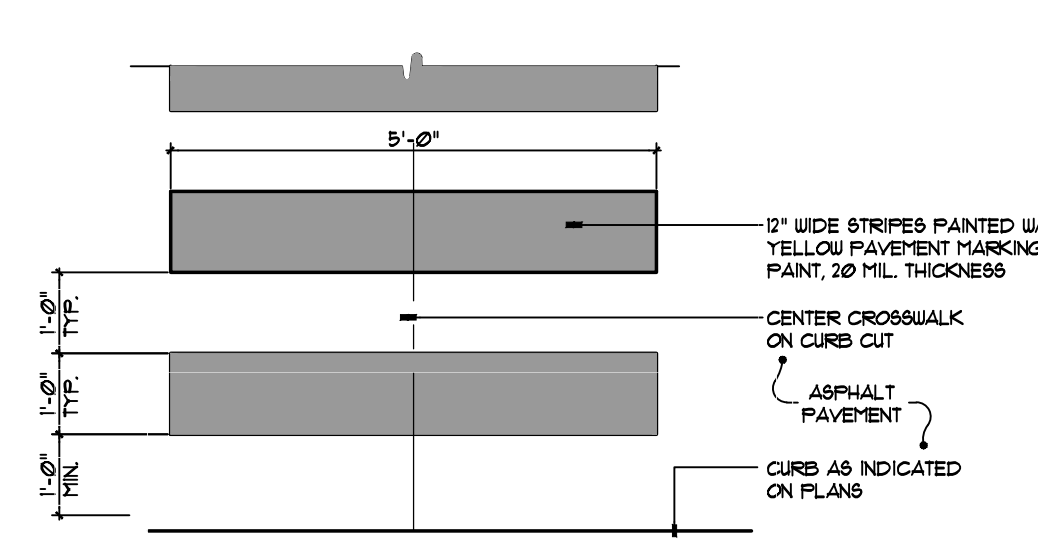 5'-0"
12" WIDE STRIPES PAINTED W/
YELLOW PAVEMENT MARKING
PAINT, 20 MIL. THICKNESS
1'-0"
TYP.
CENTER CROSSWALK
ON CURB CUT
1'-0"
TYP.
ASPHALT
PAVEMENT
1'-0"
MIN.
CURB AS INDICATED
ON PLANS